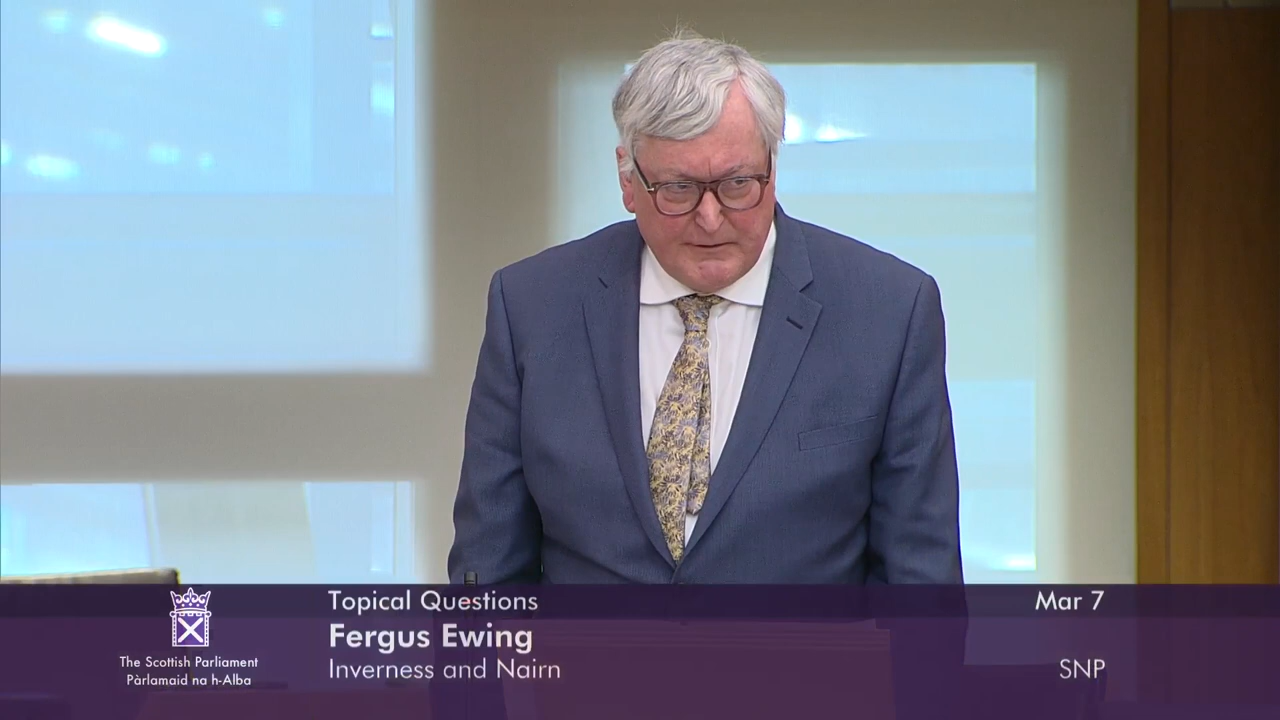 Topical Questions
Mar 7
Fergus Ewing
Inverness and Nairn
SNP
The Scottish Parliament
Pàrlamaid na h-Alba